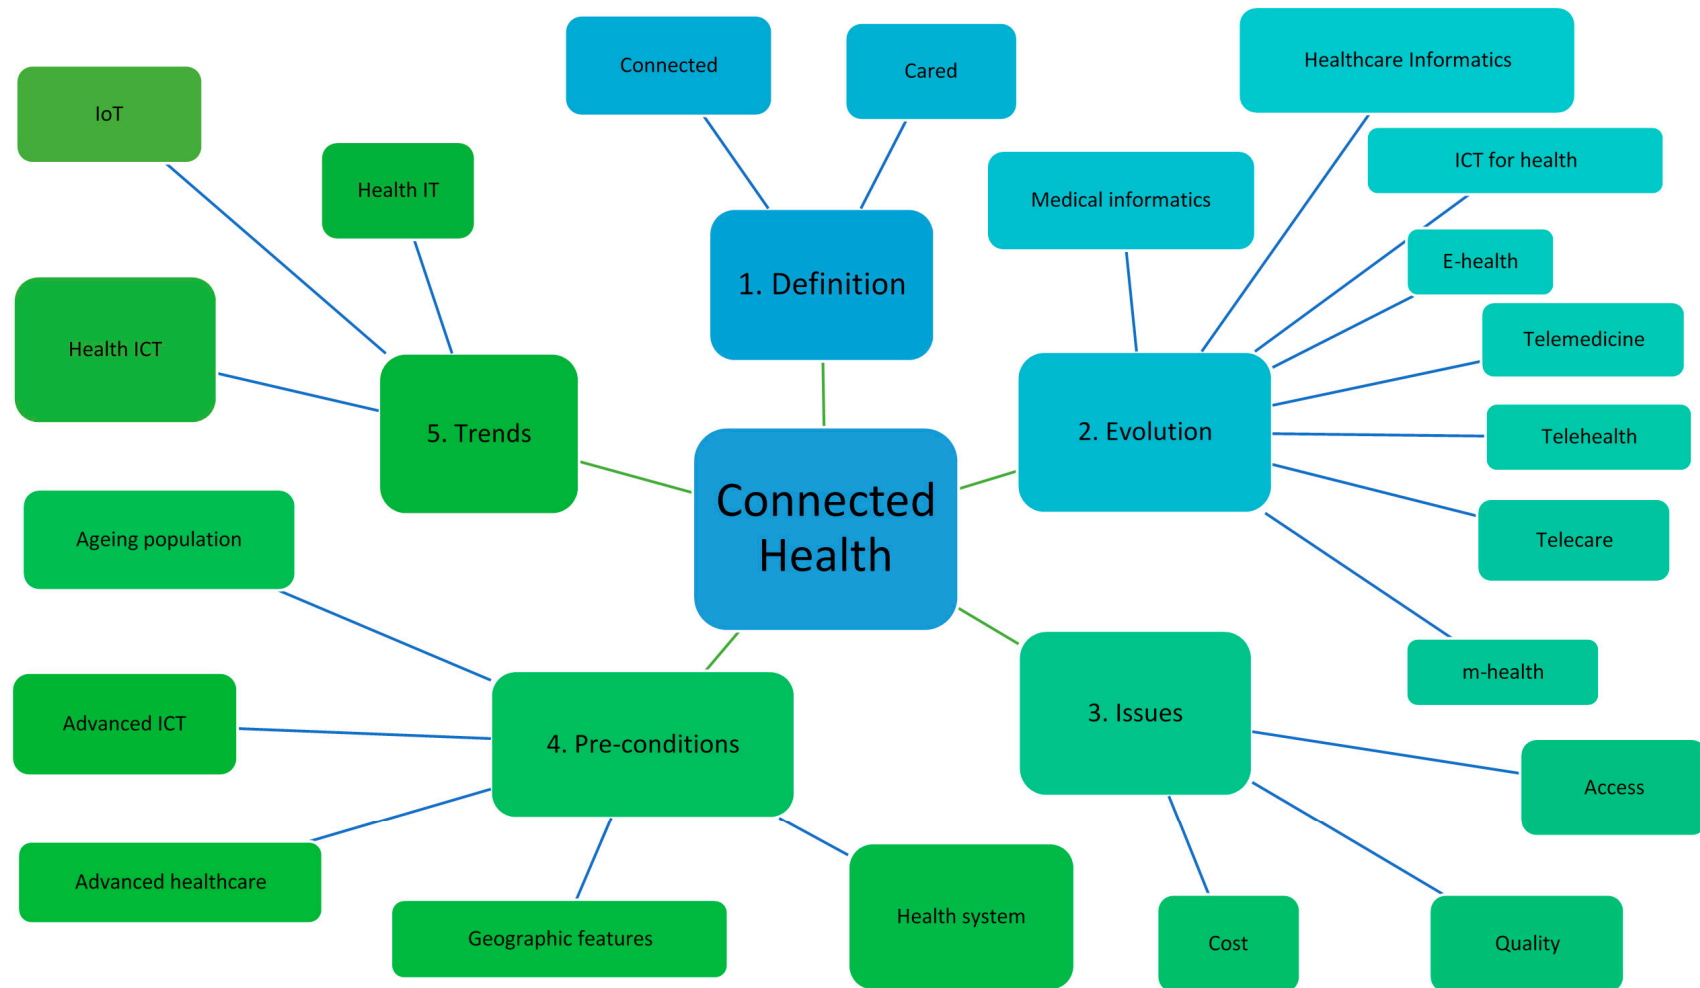 Connected
Health
1. Definition
Connected
Cared
2. Evolution
Medical informatics
Healthcare Informatics
ICT for health
E-health
Telemedicine
Telehealth
Telecare
m-health
3. Issues
Access
Quality
Cost
4. Pre-conditions
Health system
Geographic features
Advanced healthcare
Advanced ICT
Ageing population
5. Trends
Health ICT
IoT
Health IT